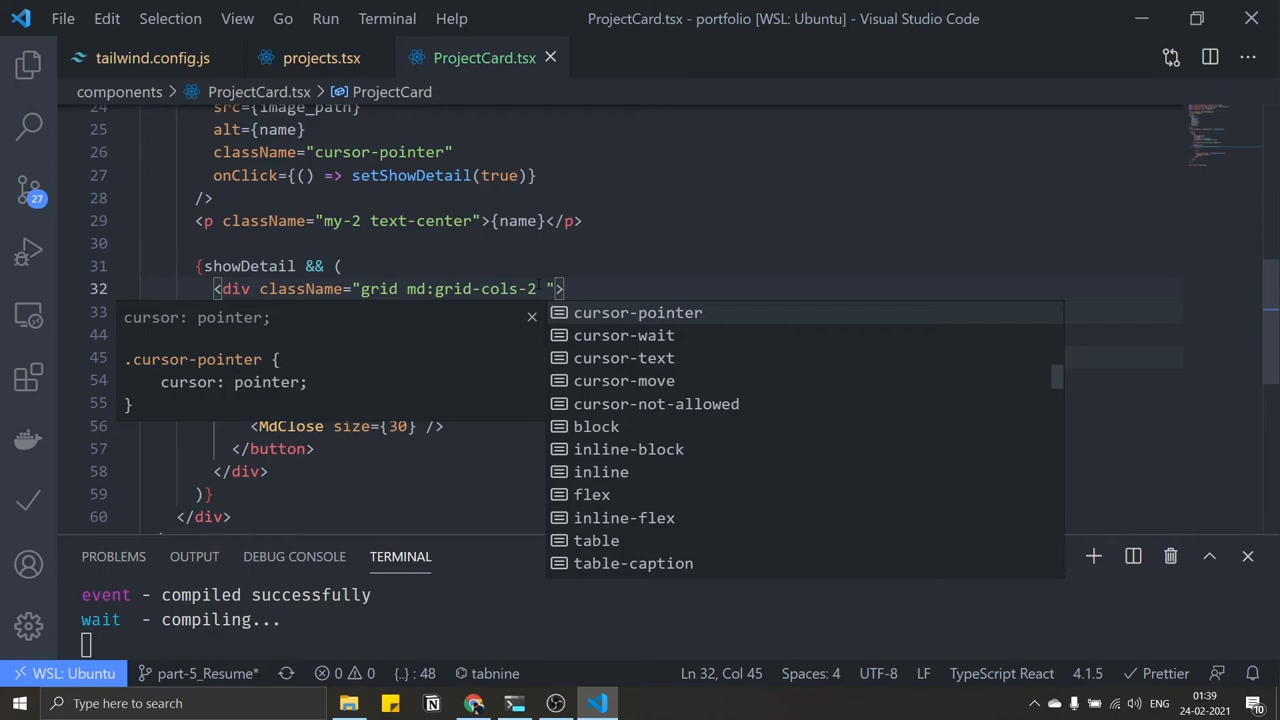 File Edit Selection View Go Run Terminal Help ProjectCard.tsx - portfolio [WSL: Ubuntu] - Visual Studio Code
tailwind.config.js projects.tsx ProjectCard.tsx
components > ProjectCard.tsx > ProjectCard
24 src={image_path}
25 alt={name}
26 className="cursor-pointer"
27 onClick={() => setShowDetail(true)}
28 />
29 <p className="my-2 text-center">{name}</p>
30
31 {showDetail && (
32 <div className="grid md:grid-cols-2 ">
33
34
45
54
55
cursor: pointer;
.cursor-pointer {
cursor: pointer;
}
cursor-pointer
cursor-wait
cursor-text
cursor-move
cursor-not-allowed
block
inline-block
inline
flex
inline-flex
table
table-caption
56 <MdClose size={30} />
57 </button>
58 </div>
59 )}
60 </div>
27
PROBLEMS OUTPUT DEBUG CONSOLE TERMINAL
event - compiled successfully
wait - compiling...
WSL: Ubuntu part-5_Resume* 0 0 {..} : 48 tabnine Ln 32, Col 45 Spaces: 4 UTF-8 LF TypeScript React 4.1.5 Prettier
Type here to search
01:39
24-02-2021
10